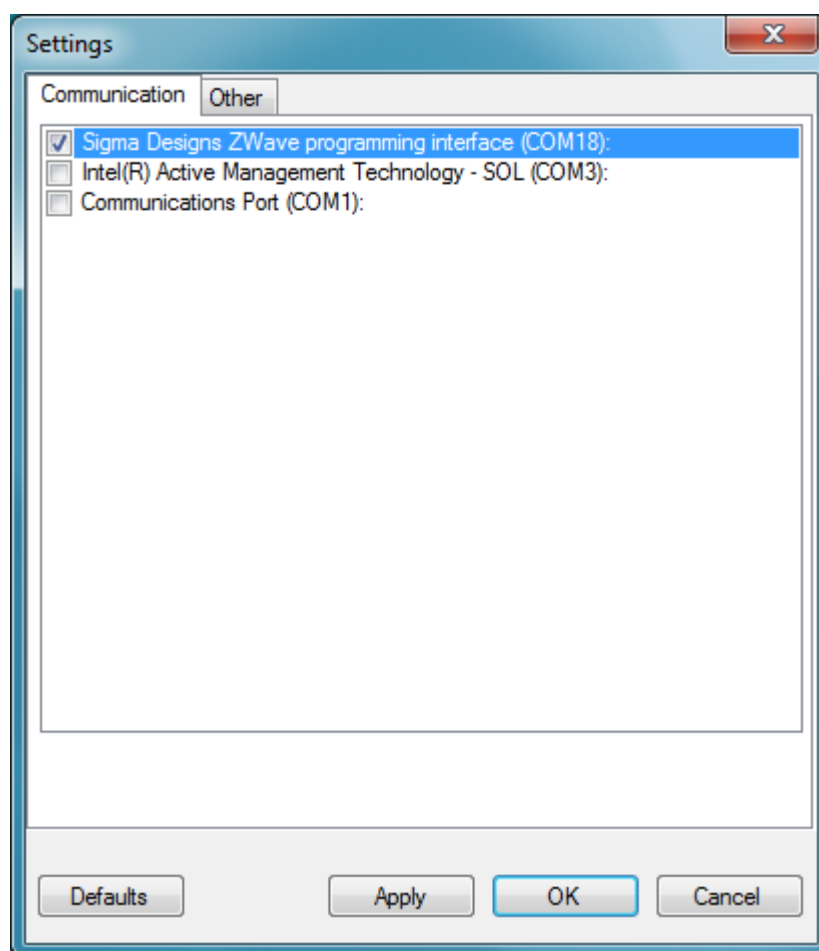 Settings
Communication Other
Sigma Designs ZWave programming interface (COM18):
Intel(R) Active Management Technology - SOL (COM3):
Communications Port (COM1):
Defaults Apply OK Cancel